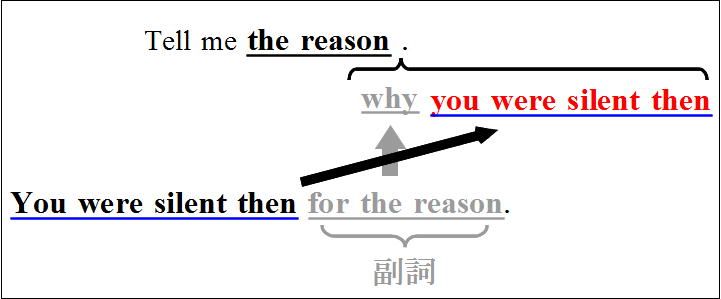 Tell me the reason .
why you were silent then
You were silent then for the reason.
副詞